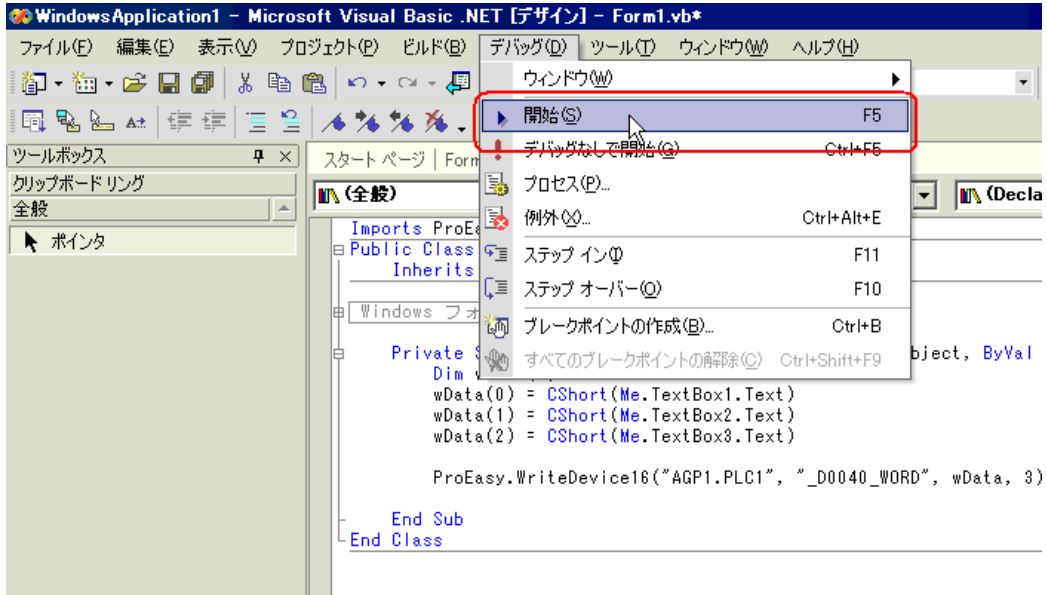 WindowsApplication1 - Microsoft Visual Basic .NET [デザイン] - Form1.vb*
ファイル(F) 編集(E) 表示(V) プロジェクト(P) ビルド(B) デバッグ(D) ツール(T) ウィンドウ(W) ヘルプ(H)
ウィンドウ(W)
開始(S) F5
デバッグなしで開始(G) Ctrl+F5
プロセス(P)...
例外(X)... Ctrl+Alt+E
ステップ イン(I) F11
ステップ オーバー(O) F10
ブレークポイントの作成(B)... Ctrl+B
すべてのブレークポイントの解除(C) Ctrl+Shift+F9
ツールボックス
クリップボード リング
全般
ポインタ
スタート ページ Form
(全般) (Decla
Imports ProEa
Public Class
Inherits
Windows フォ
Private bject, ByVal
Dim
wData(0) = CShort(Me.TextBox1.Text)
wData(1) = CShort(Me.TextBox2.Text)
wData(2) = CShort(Me.TextBox3.Text)
ProEasy.WriteDevice16("AGP1.PLC1", "_D0040_WORD", wData, 3)
End Sub
End Class